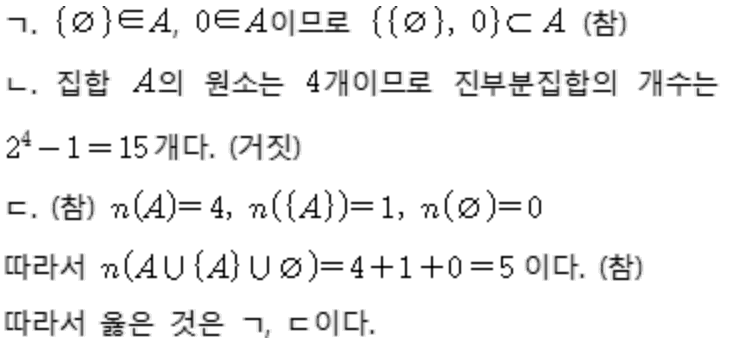 ㄱ. {∅}∈A, 0∈A이므로 {{∅}, 0}⊂A (참)
ㄴ. 집합 A의 원소는 4개이므로 진부분집합의 개수는
2⁴−1=15개다. (거짓)
ㄷ. (참) n(A)=4, n({A})=1, n(∅)=0
따라서 n(A∪{A}∪∅)=4+1+0=5 이다. (참)
따라서 옳은 것은 ㄱ, ㄷ이다.